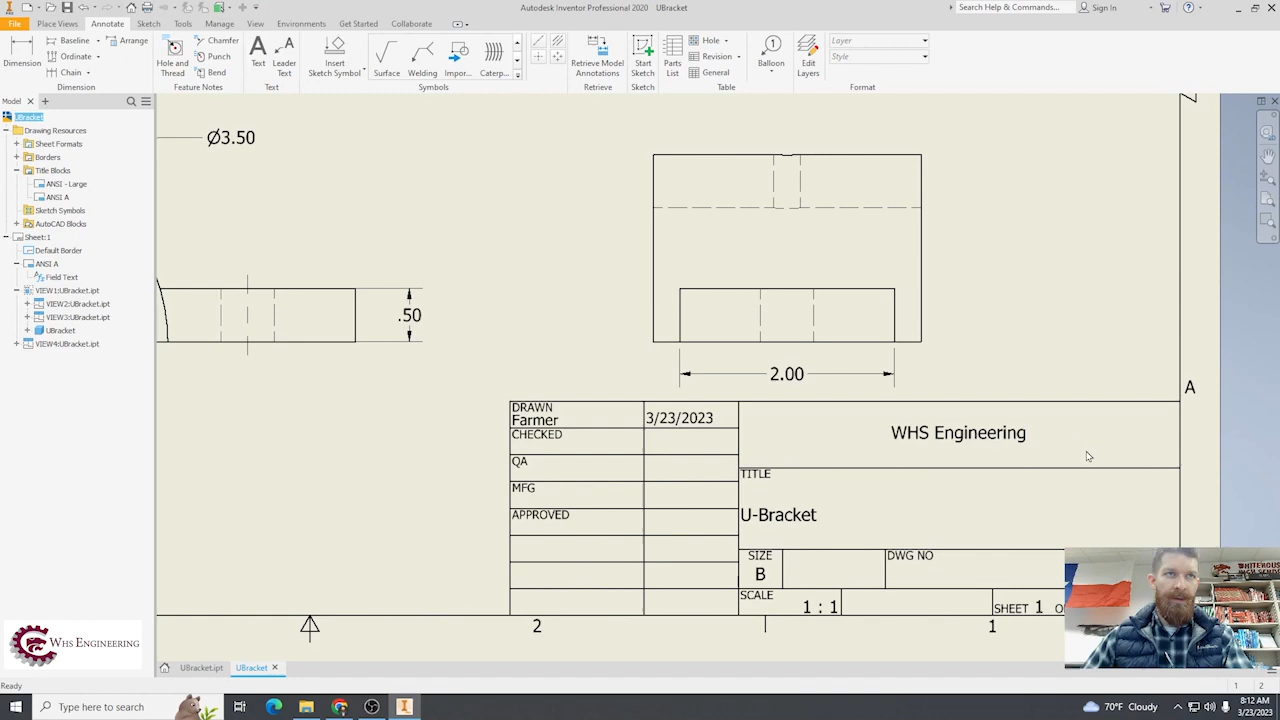 Autodesk Inventor Professional 2020 UBracket
Search Help & Commands...
Sign In
File Place Views Annotate Sketch Tools Manage View Environments Get Started Collaborate
Dimension
Baseline
Ordinate
Chain
Arrange
Dimension
Hole and Thread
Chamfer
Punch
Bend
Feature Notes
Text
Leader Text
Text
Insert Sketch Symbol
Surface
Welding
Impor...
Caterp...
Symbols
Retrieve Model Annotations
Retrieve
Start Sketch
Sketch
Parts List
Hole
Revision
General
Table
Balloon
Edit Layers
Layer
Style
Format
Model
UBracket
Drawing Resources
Sheet Formats
Borders
Title Blocks
ANSI - Large
ANSI A
Sketch Symbols
AutoCAD Blocks
Sheet:1
Default Border
ANSI A
Field Text
VIEW1:UBracket.ipt
VIEW2:UBracket.ipt
VIEW3:UBracket.ipt
UBracket
VIEW4:UBracket.ipt
Ø3.50
.50
2.00
A
DRAWN
Farmer
3/23/2023
CHECKED
QA
MFG
APPROVED
WHS Engineering
TITLE
U-Bracket
SIZE
B
DWG NO
SCALE
1 : 1
SHEET 1
2
1
WHS Engineering
UBracket.ipt
UBracket
Ready
1 2
Type here to search
70°F Cloudy
8:12 AM
3/23/2023